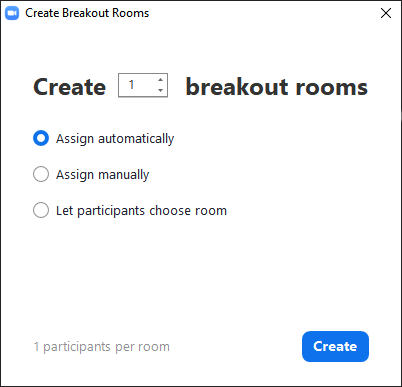 Create Breakout Rooms
Create 1 breakout rooms
Assign automatically
Assign manually
Let participants choose room
1 participants per room
Create